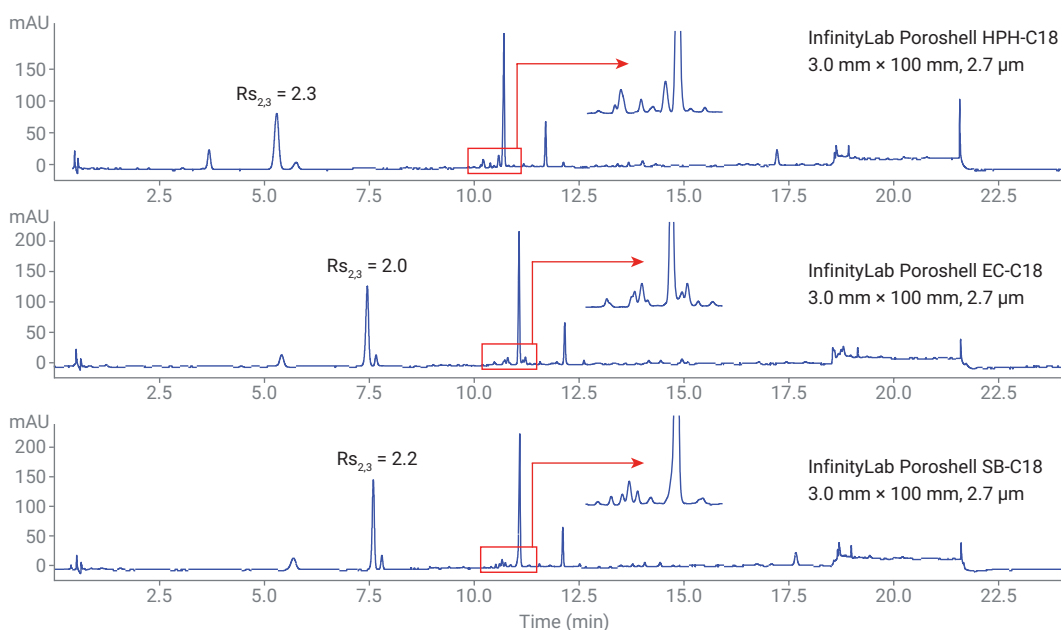 mAU
InfinityLab Poroshell HPH-C18
3.0 mm × 100 mm, 2.7 µm
Rs2,3 = 2.3
150
100
50
0
2.5 5.0 7.5 10.0 12.5 15.0 17.5 20.0 22.5
mAU
InfinityLab Poroshell EC-C18
3.0 mm × 100 mm, 2.7 µm
Rs2,3 = 2.0
200
150
100
50
0
2.5 5.0 7.5 10.0 12.5 15.0 17.5 20.0 22.5
mAU
InfinityLab Poroshell SB-C18
3.0 mm × 100 mm, 2.7 µm
Rs2,3 = 2.2
200
150
100
50
0
2.5 5.0 7.5 10.0 12.5 15.0 17.5 20.0 22.5
Time (min)